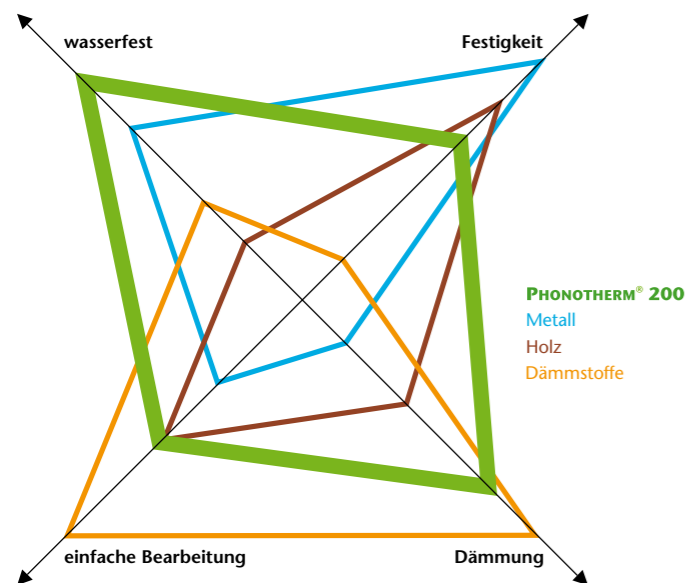 wasserfest
Festigkeit
PHONOTHERM® 200
Metall
Holz
Dämmstoffe
einfache Bearbeitung
Dämmung